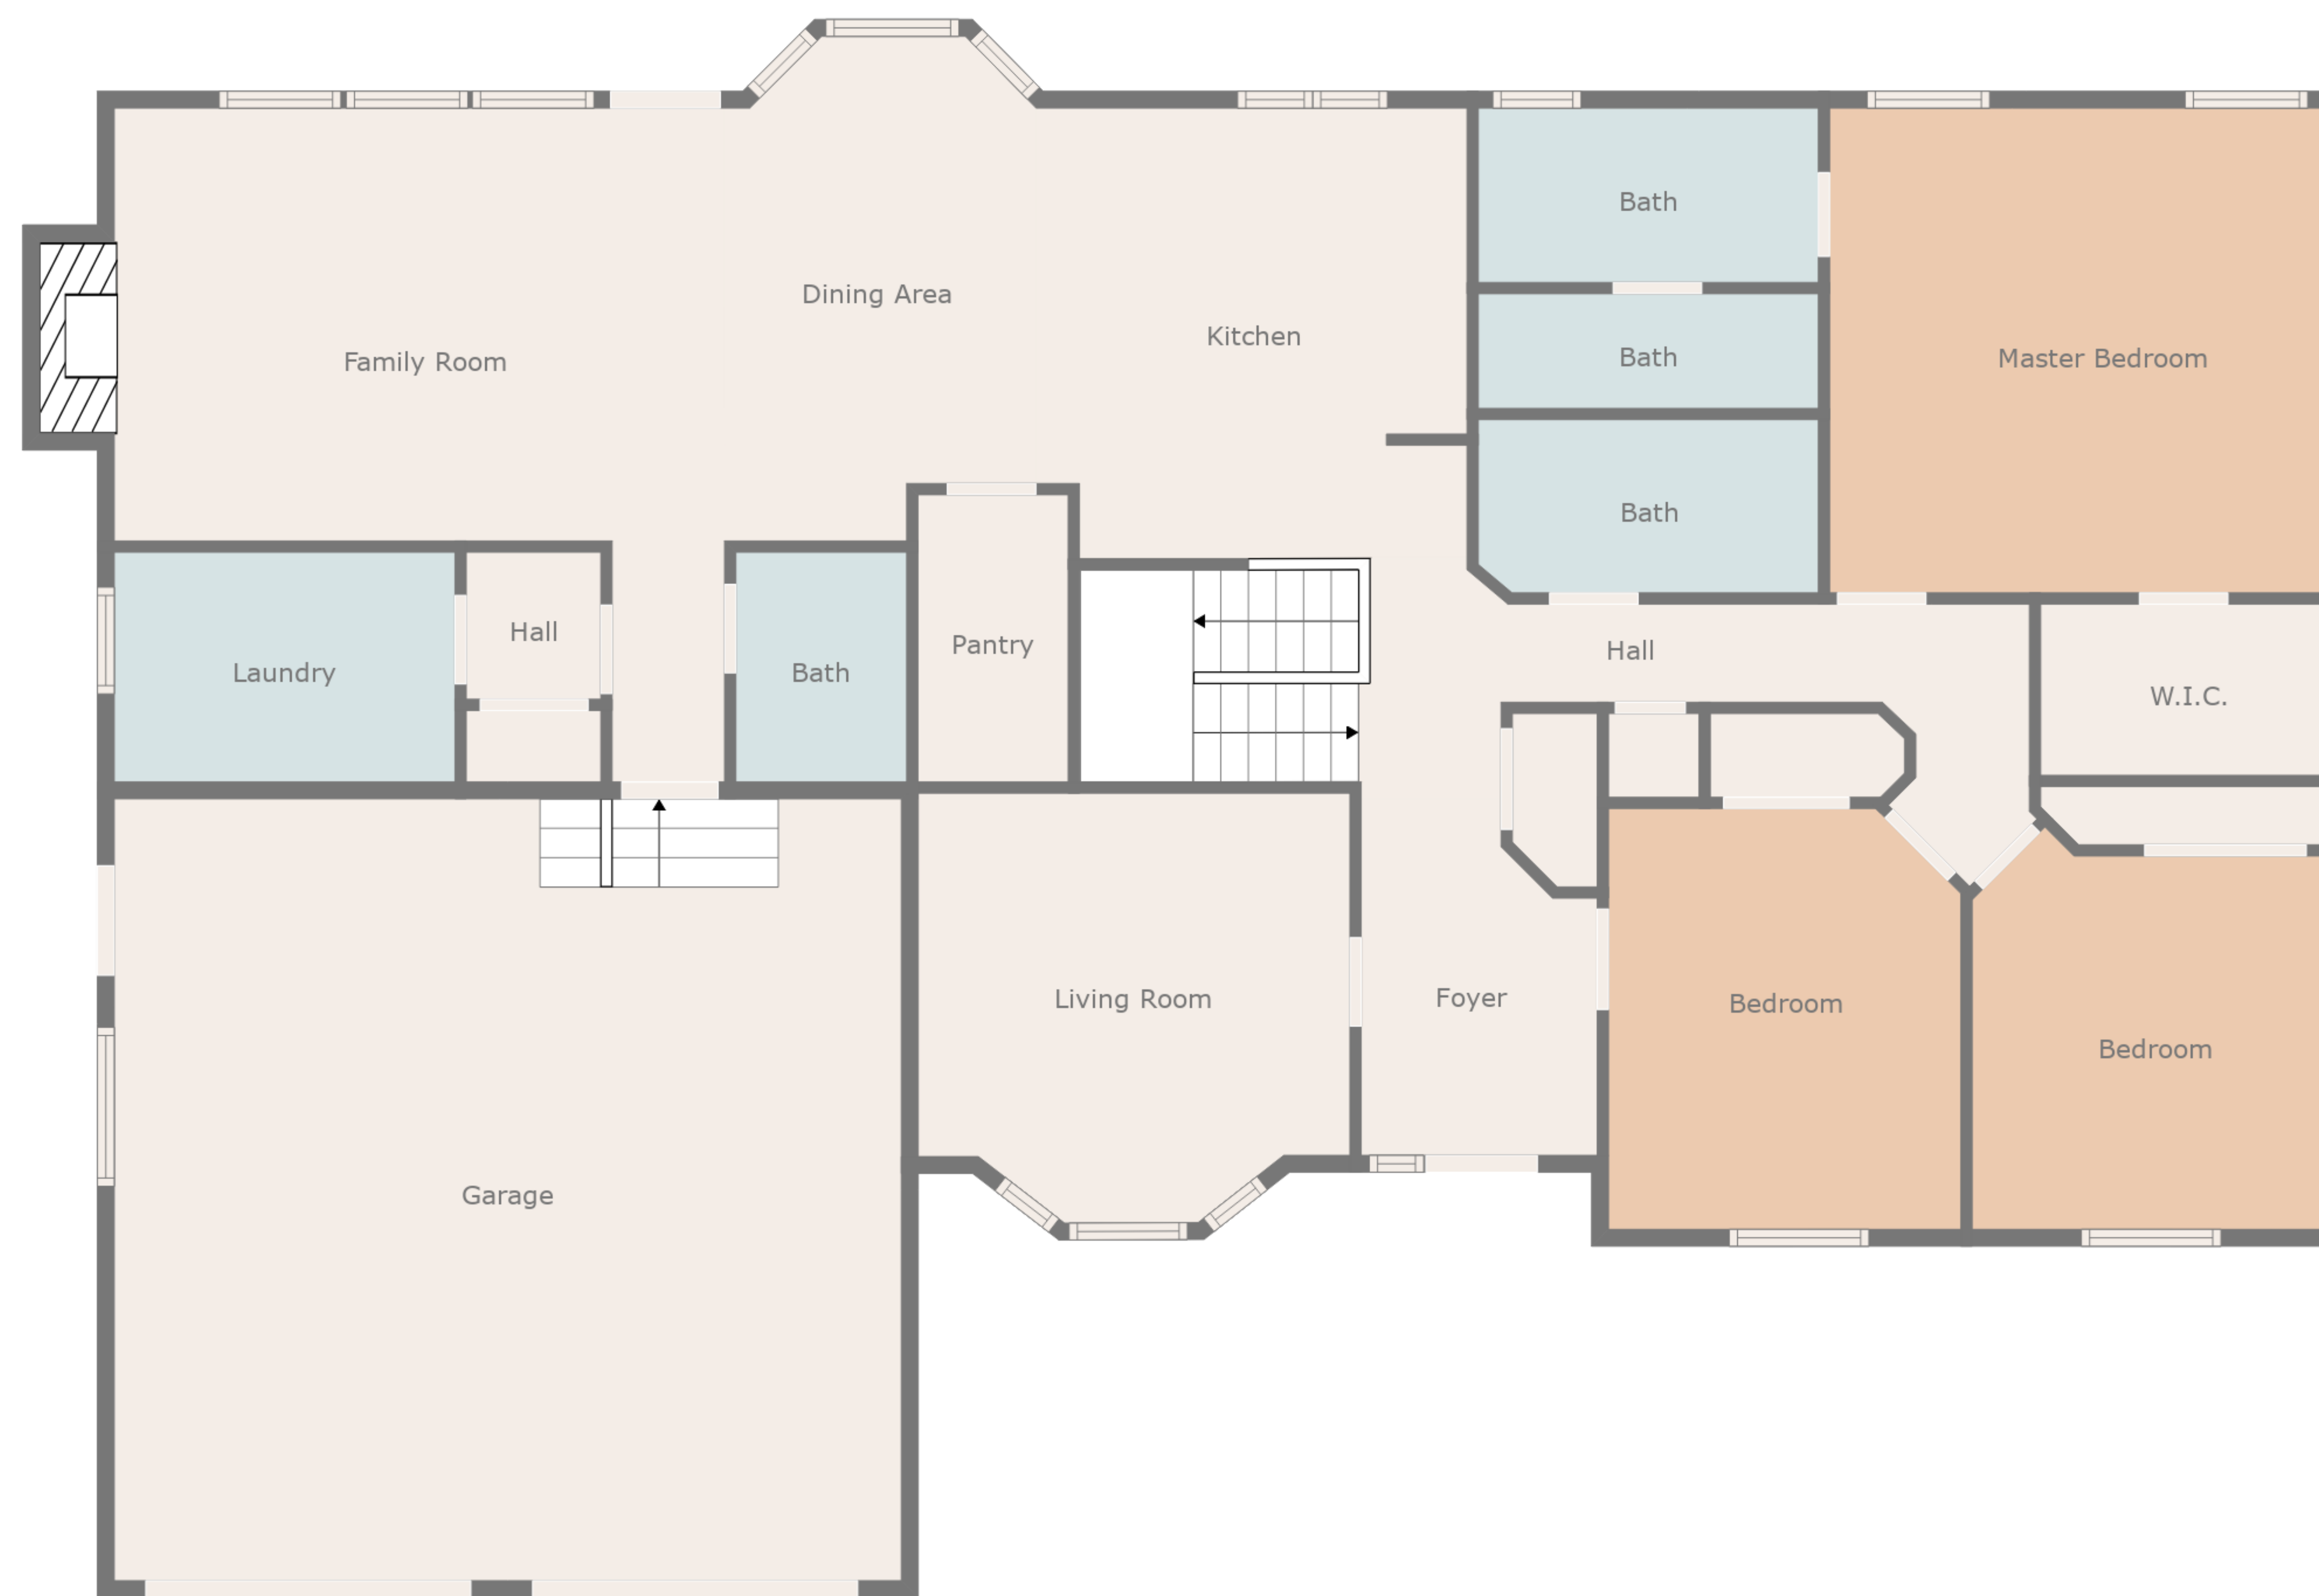 Bath
Dining Area
Kitchen
Family Room
Bath
Master Bedroom
Bath
Hall
Laundry
Bath
Pantry
Hall
W.I.C.
Living Room
Foyer
Bedroom
Bedroom
Garage